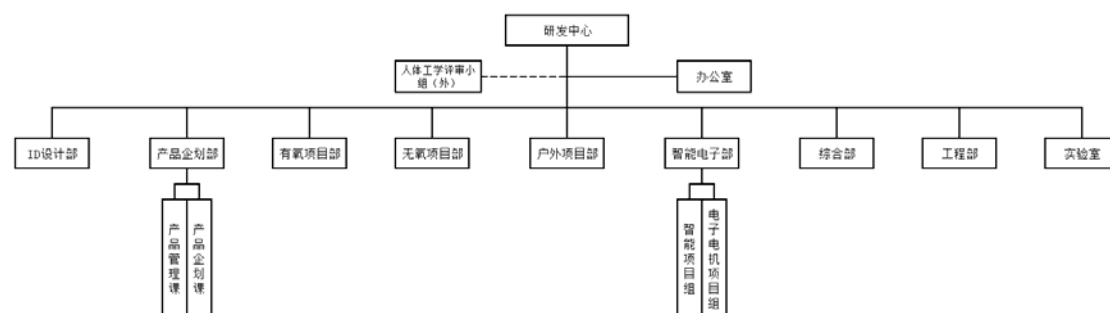 研发中心
人体工学评审小
组（外）
办公室
ID设计部
产品企划部
有氧项目部
无氧项目部
户外项目部
智能电子部
综合部
工程部
实验室
产品管理课
产品企划课
智能项目组
电子电机项目组